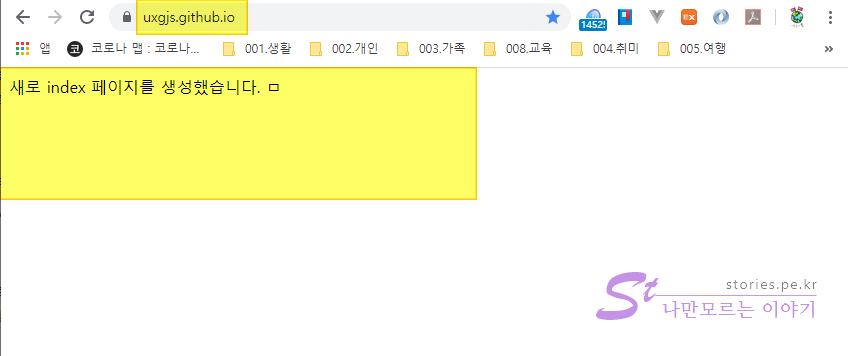 uxgjs.github.io
1452!
EX
앱
코
코로나 맵 : 코로나...
001.생활
002.개인
003.가족
008.교육
004.취미
005.여행
»
새로 index 페이지를 생성했습니다. ㅁ
St
stories.pe.kr
나만모르는 이야기